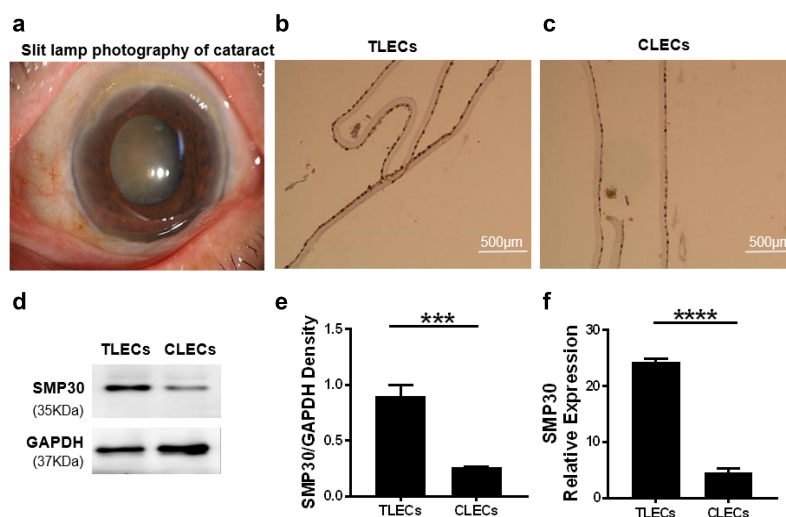 a
Slit lamp photography of cataract
b
TLECs
500μm
c
CLECs
500μm
d
TLECs CLECs
SMP30
(35KDa)
GAPDH
(37KDa)
e
SMP30/GAPDH Density
1.5
1.0
0.5
0.0
***
TLECs CLECs
f
SMP30
Relative Expression
30
20
10
0
****
TLECs CLECs